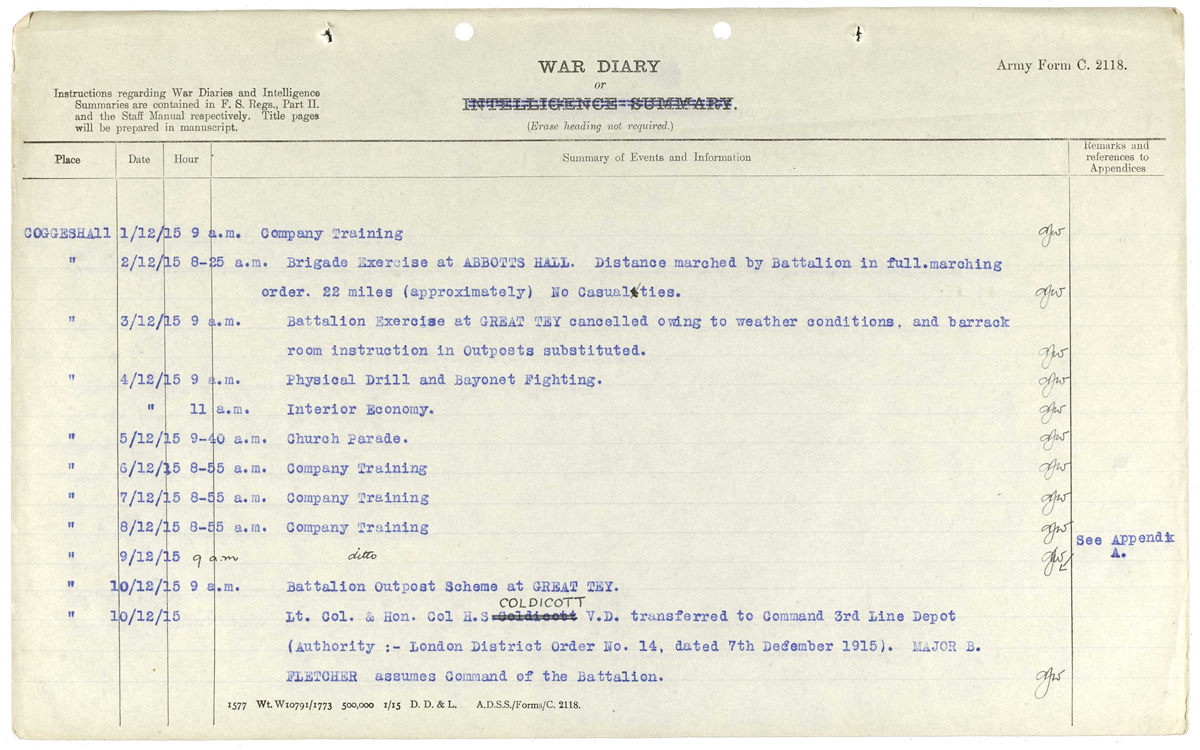 WAR DIARY
or
INTELLIGENCE SUMMARY.
(Erase heading not required.)
Army Form C. 2118.
Instructions regarding War Diaries and Intelligence
Summaries are contained in F. S. Regs., Part II.
and the Staff Manual respectively. Title pages
will be prepared in manuscript.
Place Date Hour Summary of Events and Information Remarks and references to Appendices
COGGESHAll 1/12/15 9 a.m. Company Training
" 2/12/15 8-25 a.m. Brigade Exercise at ABBOTTS HALL. Distance marched by Battalion in full.marching
order. 22 miles (approximately) No Casualties.
" 3/12/15 9 a.m. Battalion Exercise at GREAT TEY cancelled owing to weather conditions, and barrack
room instruction in Outposts substituted.
" 4/12/15 9 a.m. Physical Drill and Bayonet Fighting.
" 11 a.m. Interior Economy.
" 5/12/15 9-40 a.m. Church Parade.
" 6/12/15 8-55 a.m. Company Training
" 7/12/15 8-55 a.m. Company Training
" 8/12/15 8-55 a.m. Company Training
See Appendix
" 9/12/15 9 am ditto
A.
" 10/12/15 9 a.m. Battalion Outpost Scheme at GREAT TEY.
COLDICOTT
" 10/12/15 Lt. Col. & Hon. Col H.S. Coldicott V.D. transferred to Command 3rd Line Depot
(Authority :- London District Order No. 14, dated 7th December 1915). MAJOR B.
FLETCHER assumes Command of the Battalion.
1577 Wt. W10791/1773 500,000 1/15 D. D. & L. A.D.S.S./Forms/C. 2118.